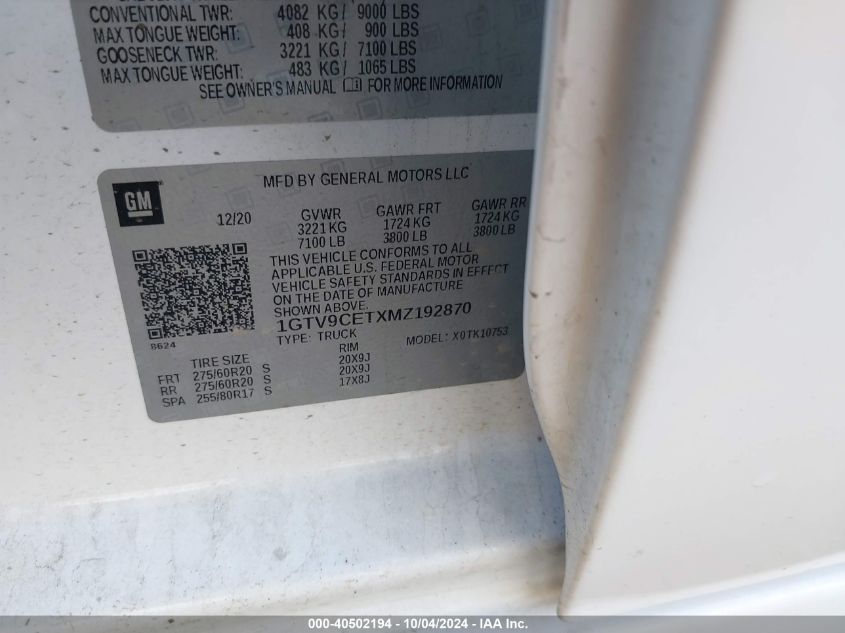 CONVENTIONAL TWR: 4082 KG/ 9000 LBS
MAX TONGUE WEIGHT: 408 KG/ 900 LBS
GOOSENECK TWR: 3221 KG/ 7100 LBS
MAX TONGUE WEIGHT: 483 KG/ 1065 LBS
SEE OWNER'S MANUAL FOR MORE INFORMATION
GM
MFD BY GENERAL MOTORS LLC
12/20 GVWR GAWR FRT GAWR RR
3221 KG 1724 KG 1724 KG
7100 LB 3800 LB 3800 LB
THIS VEHICLE CONFORMS TO ALL
APPLICABLE U.S. FEDERAL MOTOR
VEHICLE SAFETY STANDARDS IN EFFECT
ON THE DATE OF MANUFACTURE
1GTV9CETXMZ192870
8624 TYPE: TRUCK MODEL: X0TK10753
TIRE SIZE RIM
FRT 275/60R20 S 20X9J
RR 275/60R20 S 20X9J
SPA 255/80R17 S 17X8J
000-40502194 - 10/04/2024 - IAA Inc.